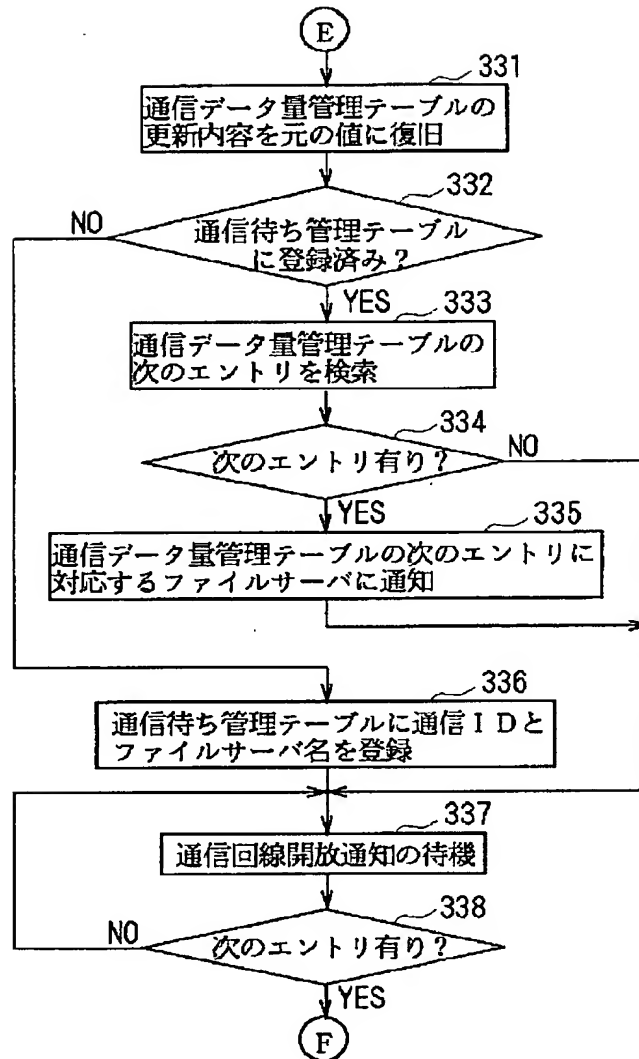 E
331
通信データ量管理テーブルの
更新内容を元の値に復旧
332
NO
通信待ち管理テーブル
に登録済み？
YES
333
通信データ量管理テーブルの
次のエントリを検索
334
次のエントリ有り？
NO
YES
335
通信データ量管理テーブルの次のエントリに
対応するファイルサーバに通知
336
通信待ち管理テーブルに通信ＩＤと
ファイルサーバ名を登録
337
通信回線開放通知の待機
338
NO
次のエントリ有り？
YES
F